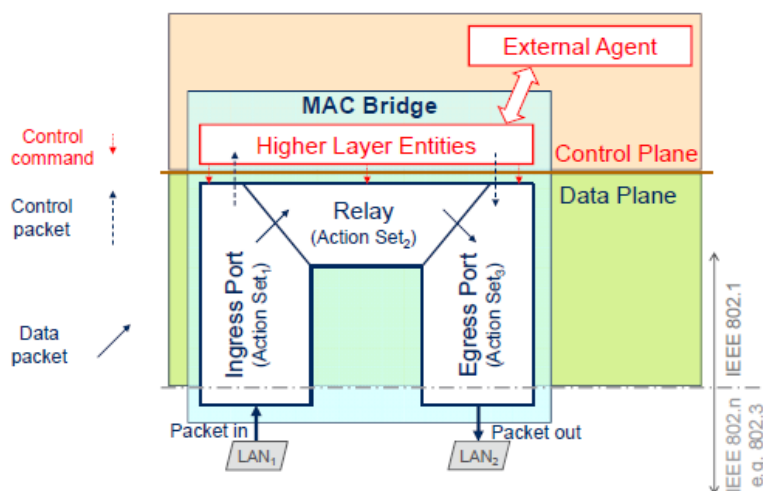 External Agent
MAC Bridge
Higher Layer Entities
Control Plane
Data Plane
Control
command
Control
packet
Data
packet
Relay
(Action Set₂)
Ingress Port
(Action Set₁)
Egress Port
(Action Set₃)
Packet in
LAN₁
Packet out
LAN₂
IEEE 802.1
IEEE 802.n
e.g. 802.3